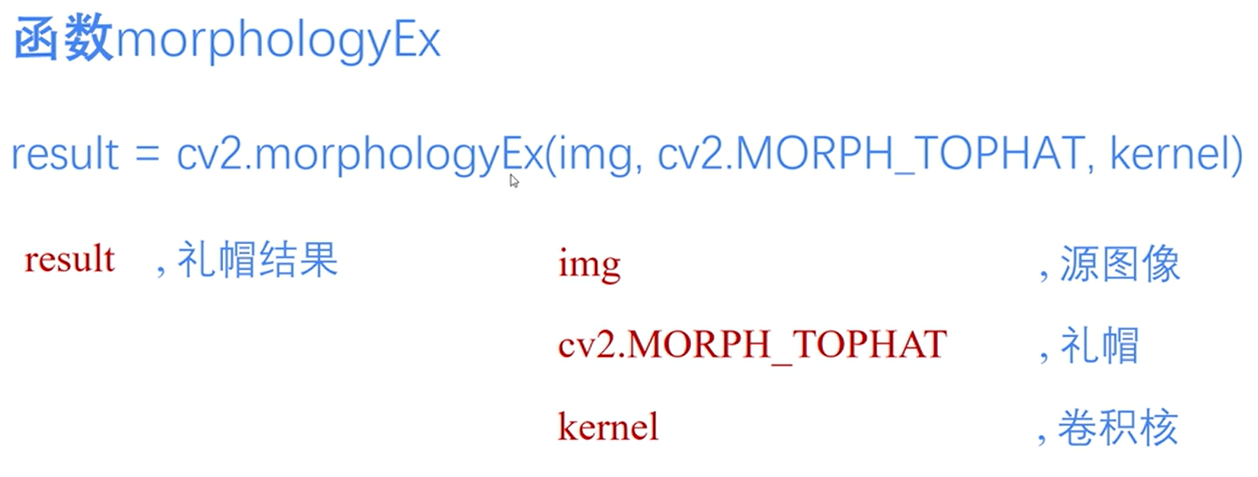 函数morphologyEx
result = cv2.morphologyEx(img, cv2.MORPH_TOPHAT, kernel)
result , 礼帽结果 img , 源图像
cv2.MORPH_TOPHAT , 礼帽
kernel , 卷积核